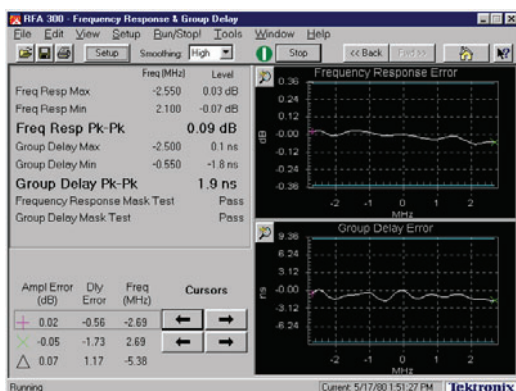 RFA 300 - Frequency Response & Group Delay
File Edit View Setup Run/Stop! Tools Window Help
Setup Smoothing: High Stop << Back Fwd >>
Freq (MHz) Level
Freq Resp Max -2.550 0.03 dB
Freq Resp Min 2.100 -0.07 dB
Freq Resp Pk-Pk 0.09 dB
Group Delay Max -2.500 0.1 ns
Group Delay Min -0.550 -1.8 ns
Group Delay Pk-Pk 1.9 ns
Frequency Response Mask Test Pass
Group Delay Mask Test Pass
Ampl Error (dB) Dly Error Freq (MHz) Cursors
0.02 -0.56 -2.69
-0.05 -1.73 2.69
0.07 1.17 -5.38
Frequency Response Error
0.36
0.24
0.12
-0.00
-0.12
-0.24
-0.36
dB
-2 -1 0 1 2
MHz
Group Delay Error
9.36
6.24
3.12
-0.00
-3.12
-6.24
ns
-2 -1 0 1 2
MHz
Running Current: 5/17/80 1:51:27 PM Tektronix